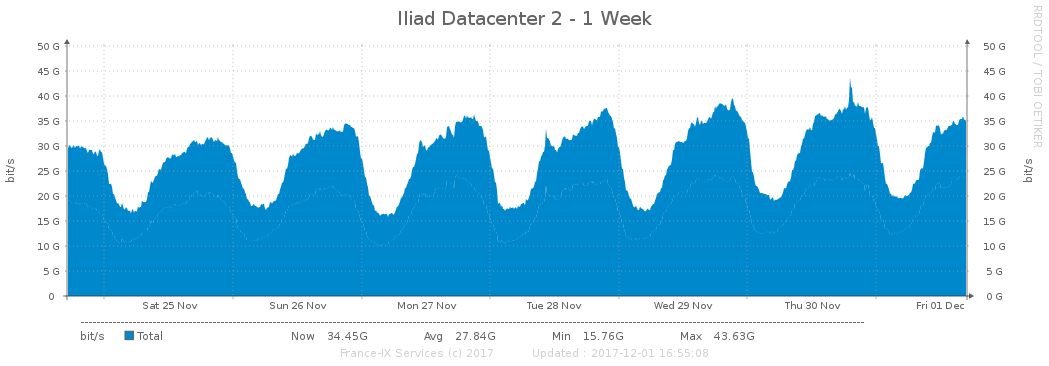 Iliad Datacenter 2 - 1 Week
RRDTOOL / TOBI OETIKER
50 G 50 G
45 G 45 G
40 G 40 G
35 G 35 G
30 G 30 G
25 G 25 G
20 G 20 G
15 G 15 G
10 G 10 G
5 G 5 G
0 0 G
bit/s bit/s
Sat 25 Nov Sun 26 Nov Mon 27 Nov Tue 28 Nov Wed 29 Nov Thu 30 Nov Fri 01 Dec
bit/s Total Now 34.45G Avg 27.84G Min 15.76G Max 43.63G
France-IX Services (c) 2017 Updated : 2017-12-01 16:55:08